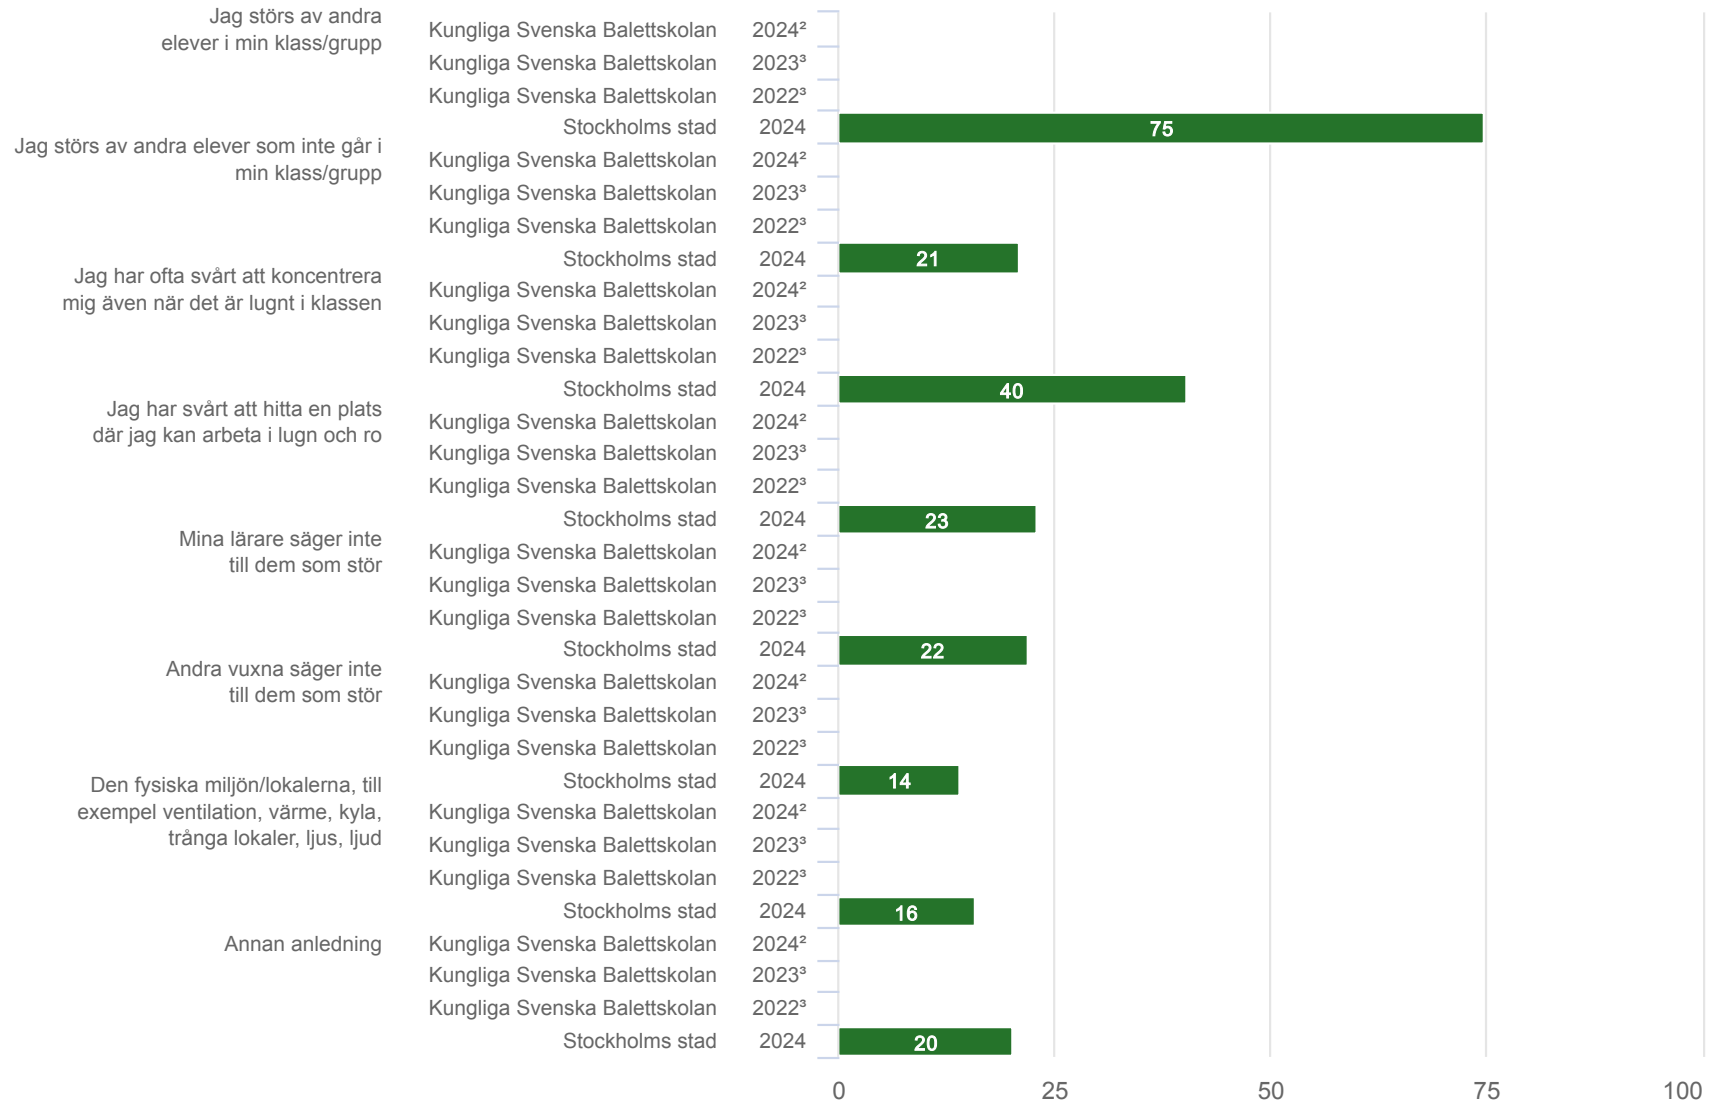 Jag störs av andra
elever i min klass/grupp
Kungliga Svenska Balettskolan 2024²
Kungliga Svenska Balettskolan 2023³
Kungliga Svenska Balettskolan 2022³
Stockholms stad 2024 75
Jag störs av andra elever som inte går i
min klass/grupp
Kungliga Svenska Balettskolan 2024²
Kungliga Svenska Balettskolan 2023³
Kungliga Svenska Balettskolan 2022³
Stockholms stad 2024 21
Jag har ofta svårt att koncentrera
mig även när det är lugnt i klassen
Kungliga Svenska Balettskolan 2024²
Kungliga Svenska Balettskolan 2023³
Kungliga Svenska Balettskolan 2022³
Stockholms stad 2024 40
Jag har svårt att hitta en plats
där jag kan arbeta i lugn och ro
Kungliga Svenska Balettskolan 2024²
Kungliga Svenska Balettskolan 2023³
Kungliga Svenska Balettskolan 2022³
Stockholms stad 2024 23
Mina lärare säger inte
till dem som stör
Kungliga Svenska Balettskolan 2024²
Kungliga Svenska Balettskolan 2023³
Kungliga Svenska Balettskolan 2022³
Stockholms stad 2024 22
Andra vuxna säger inte
till dem som stör
Kungliga Svenska Balettskolan 2024²
Kungliga Svenska Balettskolan 2023³
Kungliga Svenska Balettskolan 2022³
Stockholms stad 2024 14
Den fysiska miljön/lokalerna, till
exempel ventilation, värme, kyla,
trånga lokaler, ljus, ljud
Kungliga Svenska Balettskolan 2024²
Kungliga Svenska Balettskolan 2023³
Kungliga Svenska Balettskolan 2022³
Stockholms stad 2024 16
Annan anledning
Kungliga Svenska Balettskolan 2024²
Kungliga Svenska Balettskolan 2023³
Kungliga Svenska Balettskolan 2022³
Stockholms stad 2024 20
0 25 50 75 100